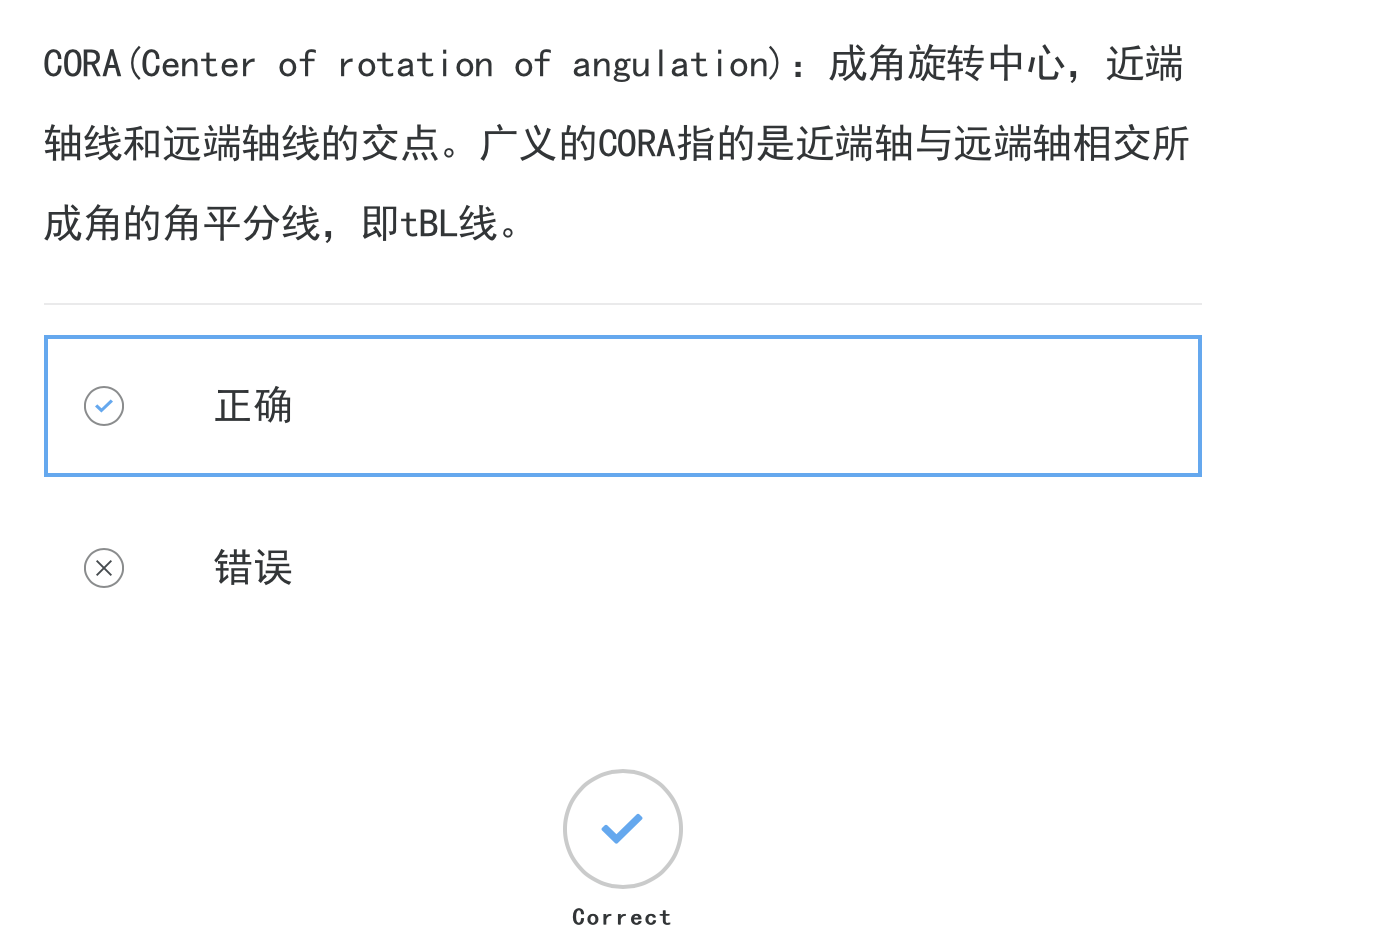 CORA(Center of rotation of angulation)：成角旋转中心，近端
轴线和远端轴线的交点。广义的CORA指的是近端轴与远端轴相交所
成角的角平分线，即tBL线。
正确
错误
Correct